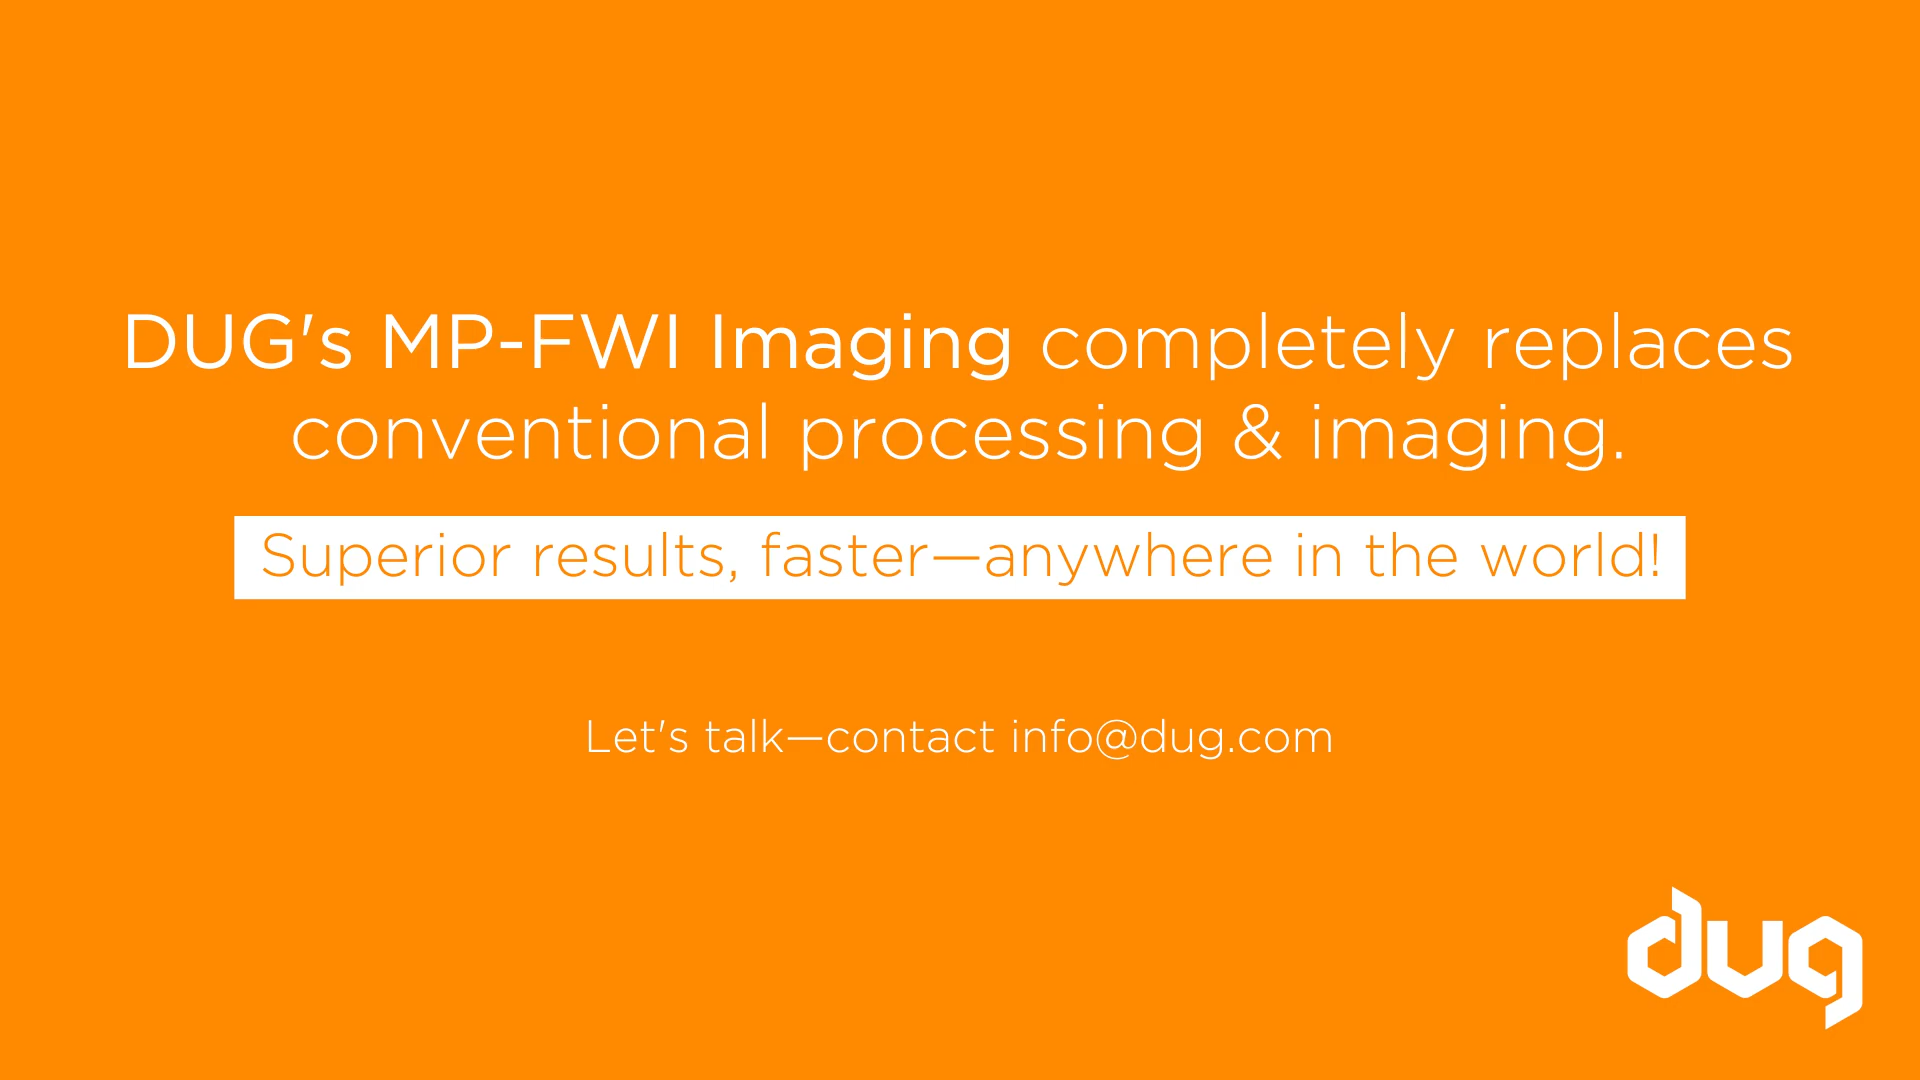 DUG's MP-FWI Imaging completely replaces
conventional processing & imaging.
Superior results, faster—anywhere in the world!
Let's talk—contact info@dug.com
dug